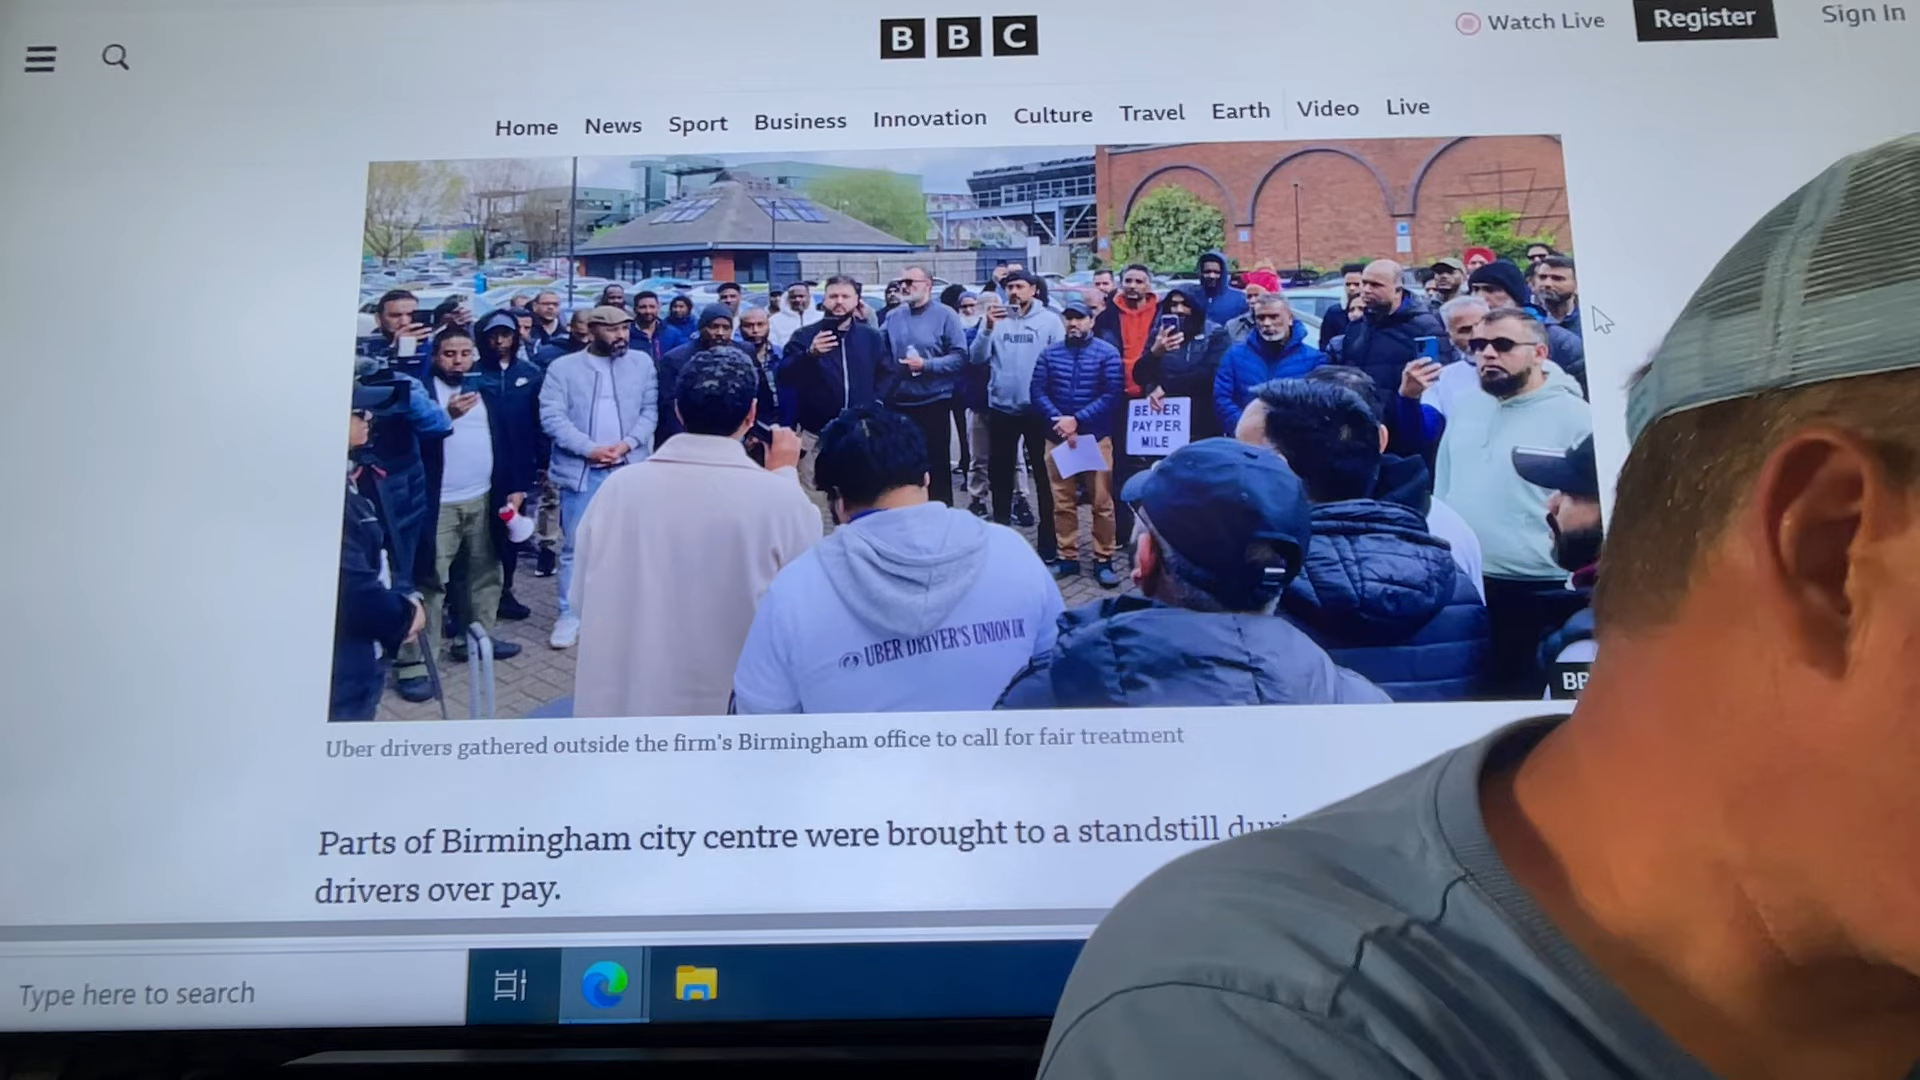 BBC
Watch Live
Register
Sign In
Home News Sport Business Innovation Culture Travel Earth Video Live
PUMA
BETTER
PAY PER
MILE
UBER DRIVER'S UNION UK
Uber drivers gathered outside the firm's Birmingham office to call for fair treatment
Parts of Birmingham city centre were brought to a standstill
drivers over pay.
Type here to search